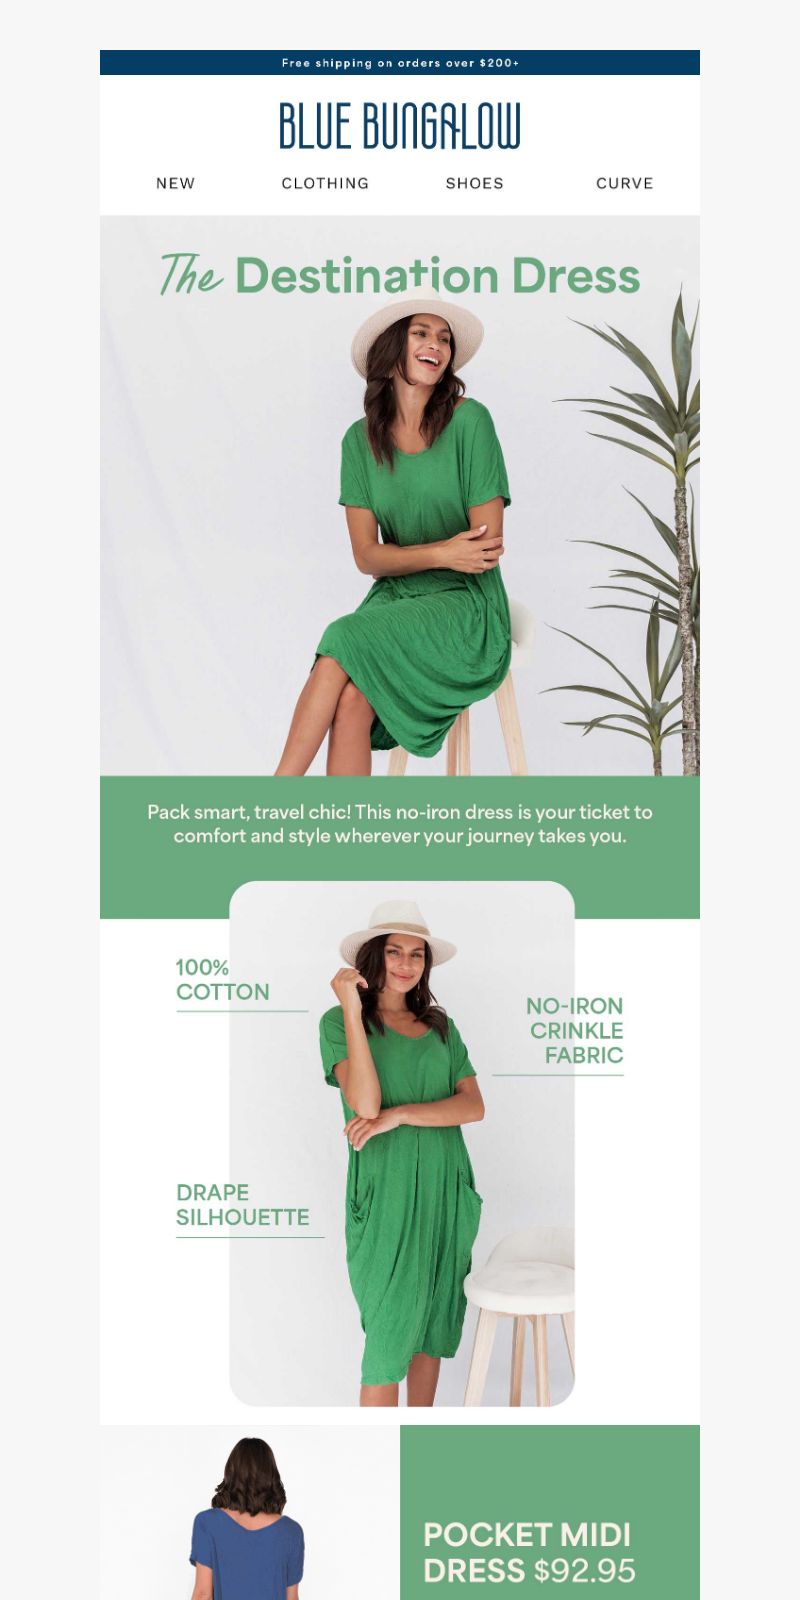 Free shipping on orders over $200+
BLUE BUNGALOW
NEW CLOTHING SHOES CURVE
The Destination Dress
Pack smart, travel chic! This no-iron dress is your ticket to
comfort and style wherever your journey takes you.
100%
COTTON
NO-IRON
CRINKLE
FABRIC
DRAPE
SILHOUETTE
POCKET MIDI
DRESS $92.95